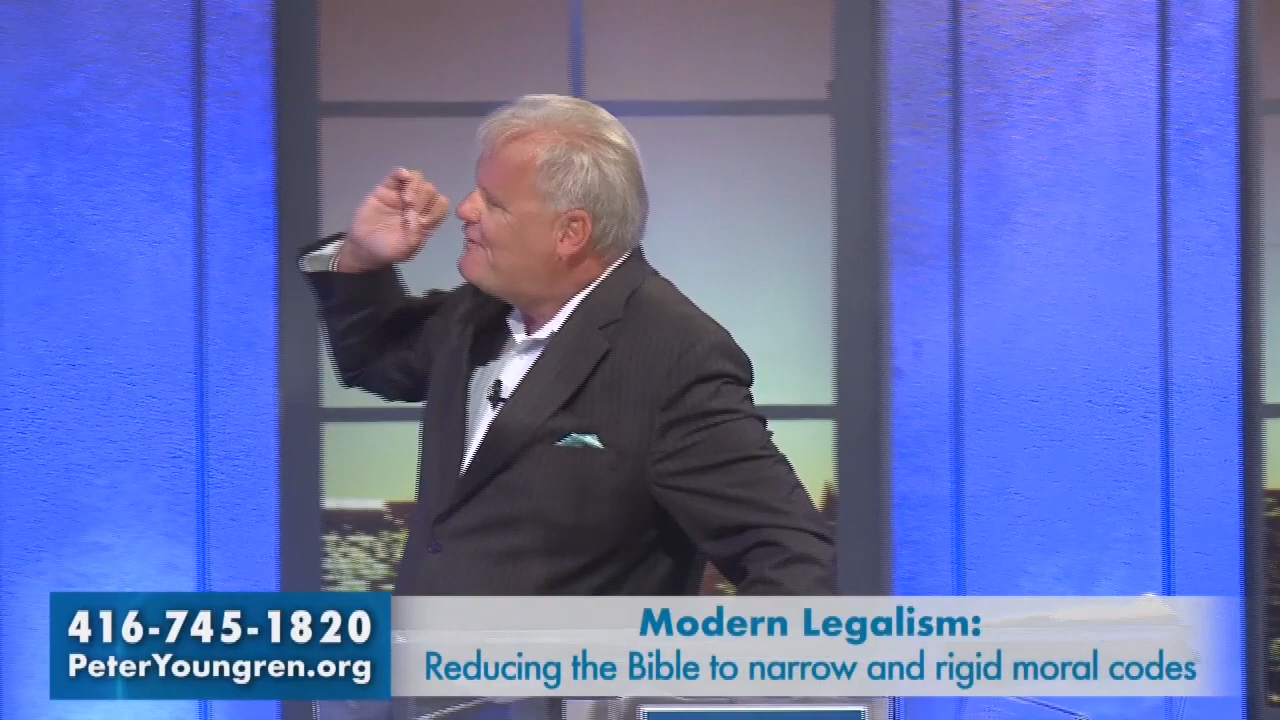 416-745-1820
PeterYoungren.org
Modern Legalism:
Reducing the Bible to narrow and rigid moral codes